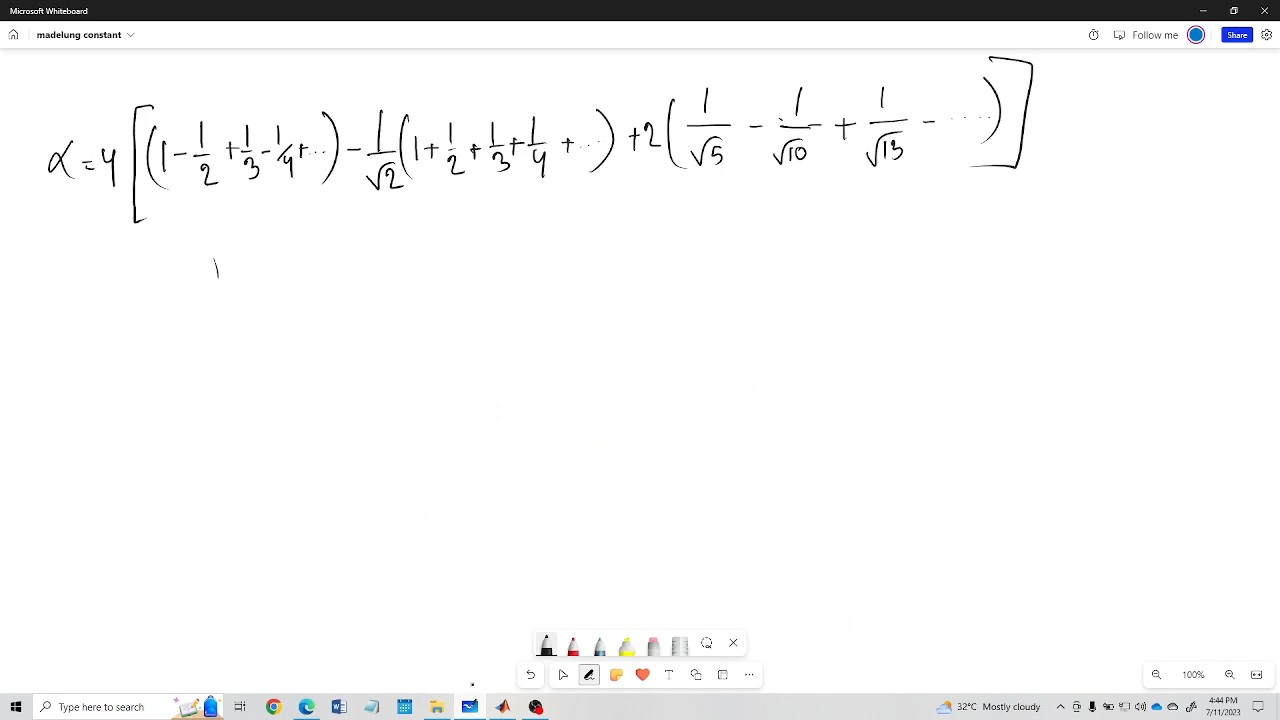 Microsoft Whiteboard
madelung constant
Follow me
Share
α = 4 [ (1 - 1/2 + 1/3 - 1/4 + ...) - 1/√2 (1 + 1/2 + 1/3 + 1/4 + ...) + 2 ( 1/√5 - 1/√10 + 1/√13 - ..... ) ]
100%
Type here to search
32°C Mostly cloudy
4:44 PM
7/11/2023